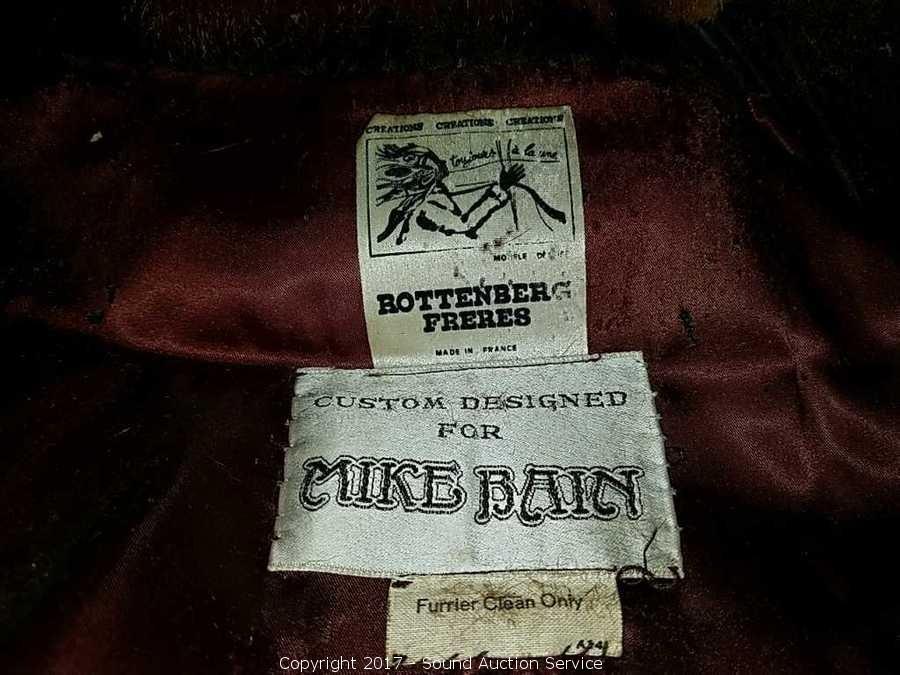 CREATIONS CREATIONS CREATIONS
toujours à la une
ROTTENBERG
FRERES
MADE IN FRANCE
CUSTOM DESIGNED
FOR
MIKE BAIN
Furrier Clean Only
Copyright 2017 - Sound Auction Service